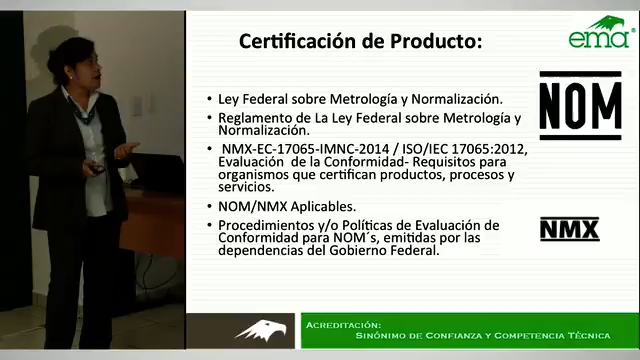 Certificación de Producto:
ema
• Ley Federal sobre Metrología y Normalización.
• Reglamento de La Ley Federal sobre Metrología y
Normalización.
• NMX-EC-17065-IMNC-2014 / ISO/IEC 17065:2012,
Evaluación de la Conformidad- Requisitos para
organismos que certifican productos, procesos y
servicios.
• NOM/NMX Aplicables.
• Procedimientos y/o Políticas de Evaluación de
Conformidad para NOM´s, emitidas por las
dependencias del Gobierno Federal.
NOM
NMX
ACREDITACIÓN:
SINÓNIMO DE CONFIANZA Y COMPETENCIA TÉCNICA